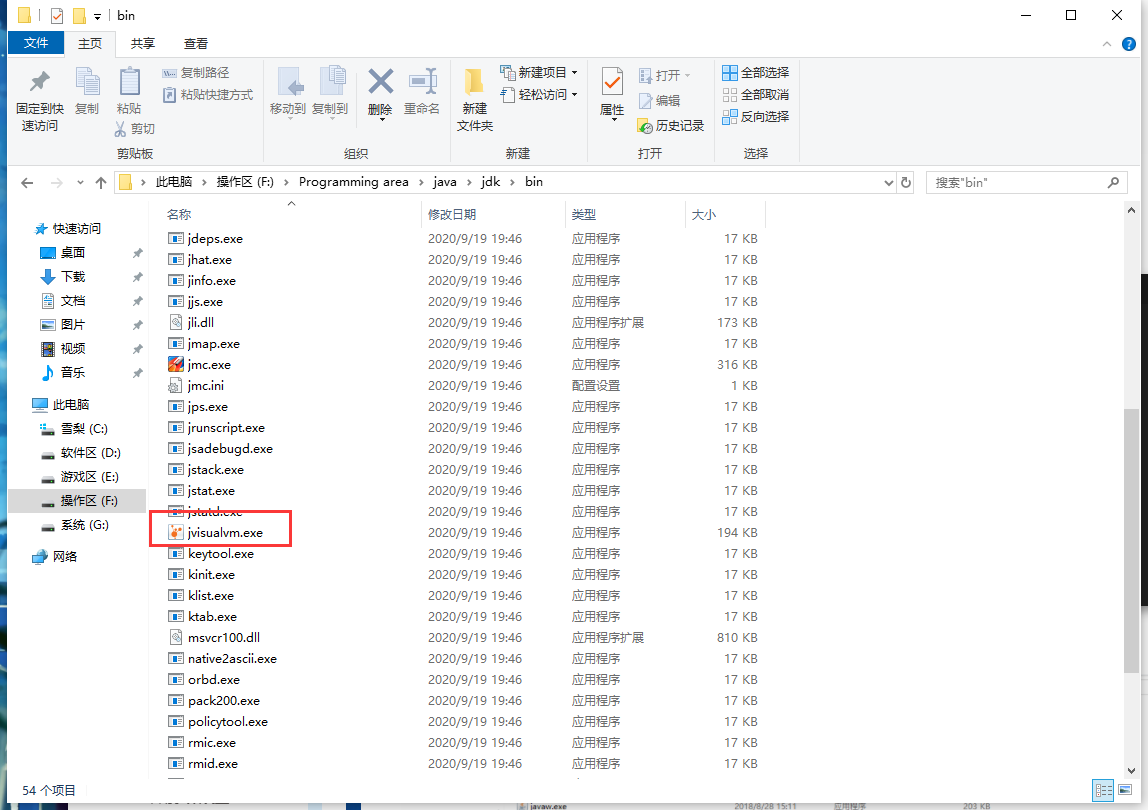 bin
文件 主页 共享 查看
固定到快速访问 复制 粘贴 复制路径 粘贴快捷方式 剪切
移动到 复制到 删除 重命名
新建文件夹 新建项目 轻松访问
属性 打开 编辑 历史记录
全部选择 全部取消 反向选择
剪贴板 组织 新建 打开 选择
此电脑 操作区 (F:) Programming area java jdk bin 搜索"bin"
快速访问
桌面
下载
文档
图片
视频
音乐
此电脑
雪梨 (C:)
软件区 (D:)
游戏区 (E:)
操作区 (F:)
系统 (G:)
网络
名称 修改日期 类型 大小
jdeps.exe 2020/9/19 19:46 应用程序 17 KB
jhat.exe 2020/9/19 19:46 应用程序 17 KB
jinfo.exe 2020/9/19 19:46 应用程序 17 KB
jjs.exe 2020/9/19 19:46 应用程序 17 KB
jli.dll 2020/9/19 19:46 应用程序扩展 173 KB
jmap.exe 2020/9/19 19:46 应用程序 17 KB
jmc.exe 2020/9/19 19:46 应用程序 316 KB
jmc.ini 2020/9/19 19:46 配置设置 1 KB
jps.exe 2020/9/19 19:46 应用程序 17 KB
jrunscript.exe 2020/9/19 19:46 应用程序 17 KB
jsadebugd.exe 2020/9/19 19:46 应用程序 17 KB
jstack.exe 2020/9/19 19:46 应用程序 17 KB
jstat.exe 2020/9/19 19:46 应用程序 17 KB
jstatd.exe 2020/9/19 19:46 应用程序 17 KB
jvisualvm.exe 2020/9/19 19:46 应用程序 194 KB
keytool.exe 2020/9/19 19:46 应用程序 17 KB
kinit.exe 2020/9/19 19:46 应用程序 17 KB
klist.exe 2020/9/19 19:46 应用程序 17 KB
ktab.exe 2020/9/19 19:46 应用程序 17 KB
msvcr100.dll 2020/9/19 19:46 应用程序扩展 810 KB
native2ascii.exe 2020/9/19 19:46 应用程序 17 KB
orbd.exe 2020/9/19 19:46 应用程序 17 KB
pack200.exe 2020/9/19 19:46 应用程序 17 KB
policytool.exe 2020/9/19 19:46 应用程序 17 KB
rmic.exe 2020/9/19 19:46 应用程序 17 KB
rmid.exe 2020/9/19 19:46 应用程序 17 KB
54 个项目
javaw.exe 2018/8/28 15:11 应用程序 203 KB